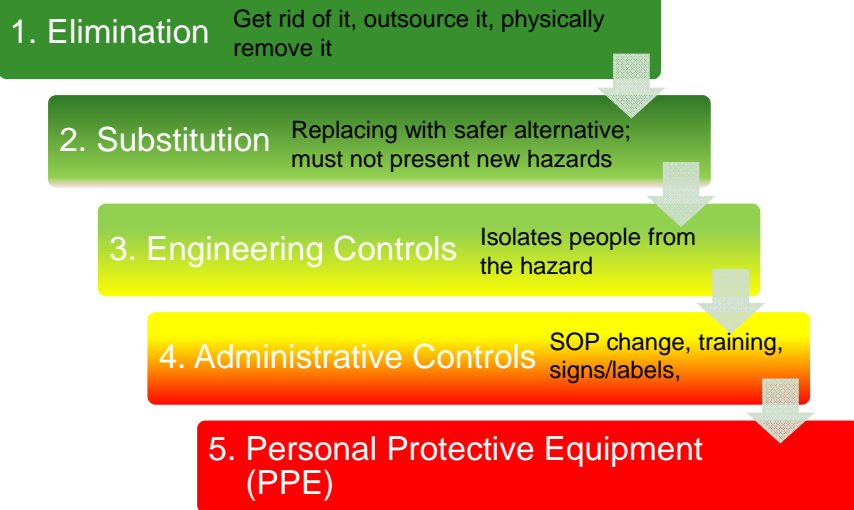 1. Elimination
Get rid of it, outsource it, physically
remove it
2. Substitution
Replacing with safer alternative;
must not present new hazards
3. Engineering Controls
Isolates people from
the hazard
4. Administrative Controls
SOP change, training,
signs/labels,
5. Personal Protective Equipment
(PPE)